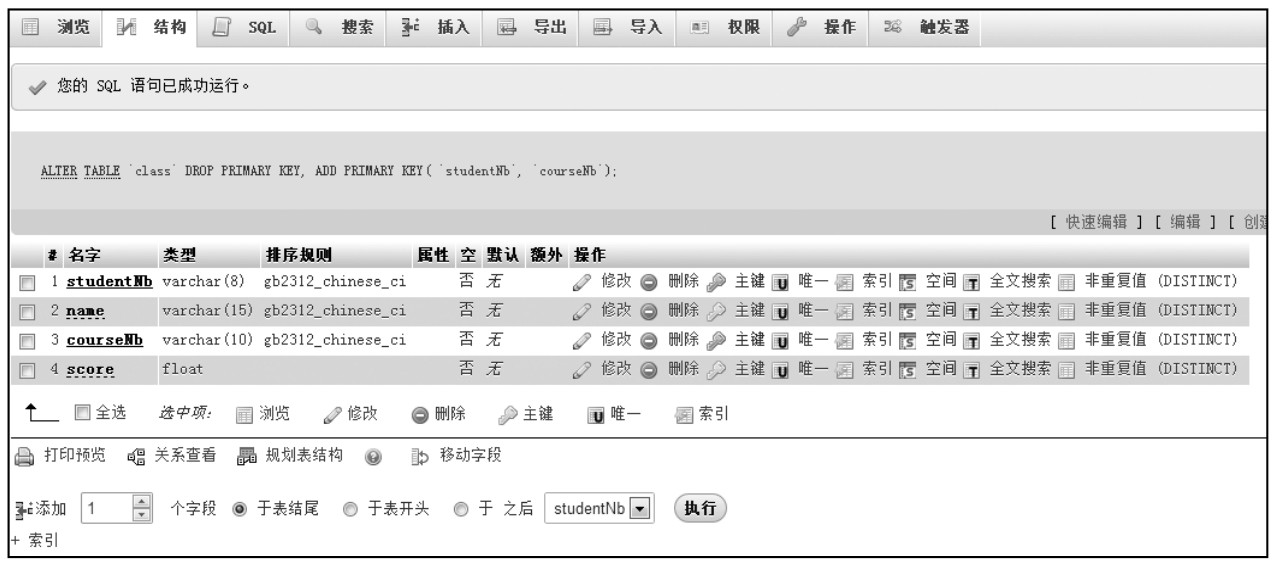 浏览 结构 SQL 搜索 插入 导出 导入 权限 操作 触发器
您的 SQL 语句已成功运行。
ALTER TABLE `class` DROP PRIMARY KEY, ADD PRIMARY KEY( `studentNb`, `courseNb`);
[ 快速编辑 ] [ 编辑 ] [ 创建
# 名字 类型 排序规则 属性 空 默认 额外 操作
1 studentNb varchar(8) gb2312_chinese_ci 否 无 修改 删除 主键 唯一 索引 空间 全文搜索 非重复值 (DISTINCT)
2 name varchar(15) gb2312_chinese_ci 否 无 修改 删除 主键 唯一 索引 空间 全文搜索 非重复值 (DISTINCT)
3 courseNb varchar(10) gb2312_chinese_ci 否 无 修改 删除 主键 唯一 索引 空间 全文搜索 非重复值 (DISTINCT)
4 score float 否 无 修改 删除 主键 唯一 索引 空间 全文搜索 非重复值 (DISTINCT)
全选 选中项: 浏览 修改 删除 主键 唯一 索引
打印预览 关系查看 规划表结构 移动字段
添加 1 个字段 于表结尾 于表开头 于 之后 studentNb 执行
+ 索引